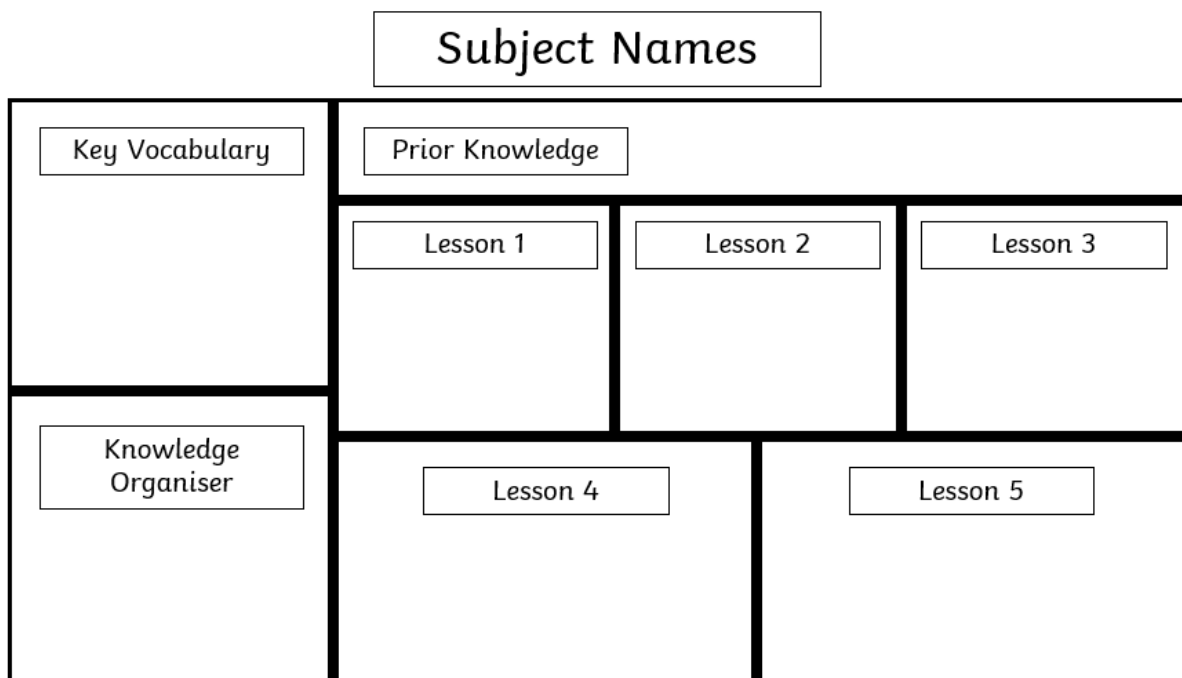 Subject Names
Key Vocabulary
Prior Knowledge
Lesson 1
Lesson 2
Lesson 3
Knowledge
Organiser
Lesson 4
Lesson 5